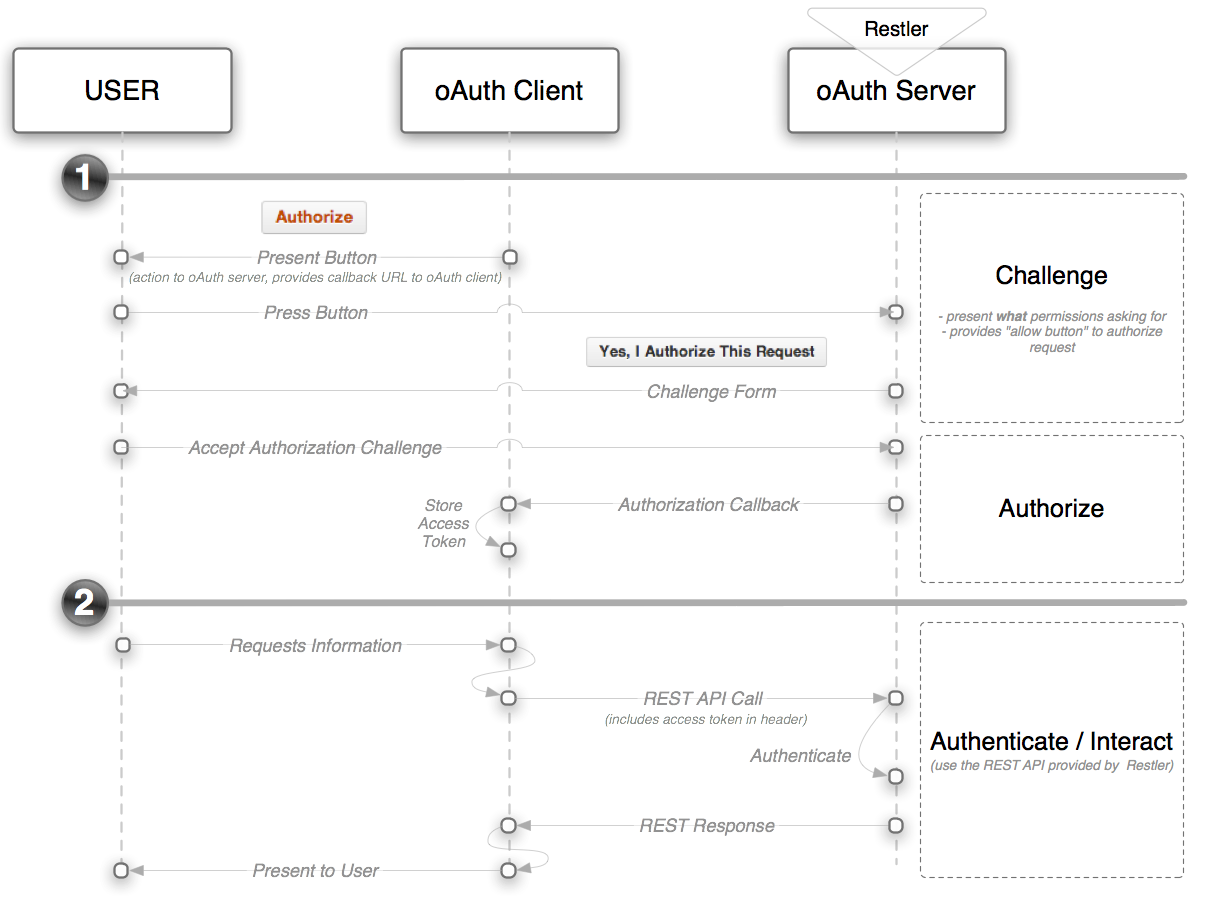 Restler
USER
oAuth Client
oAuth Server
1
Authorize
Present Button
(action to oAuth server, provides callback URL to oAuth client)
Press Button
Challenge
- present what permissions asking for
- provides "allow button" to authorize
request
Yes, I Authorize This Request
Challenge Form
Accept Authorization Challenge
Authorization Callback
Store
Access
Token
Authorize
2
Requests Information
REST API Call
(includes access token in header)
Authenticate
Authenticate / Interact
(use the REST API provided by Restler)
REST Response
Present to User